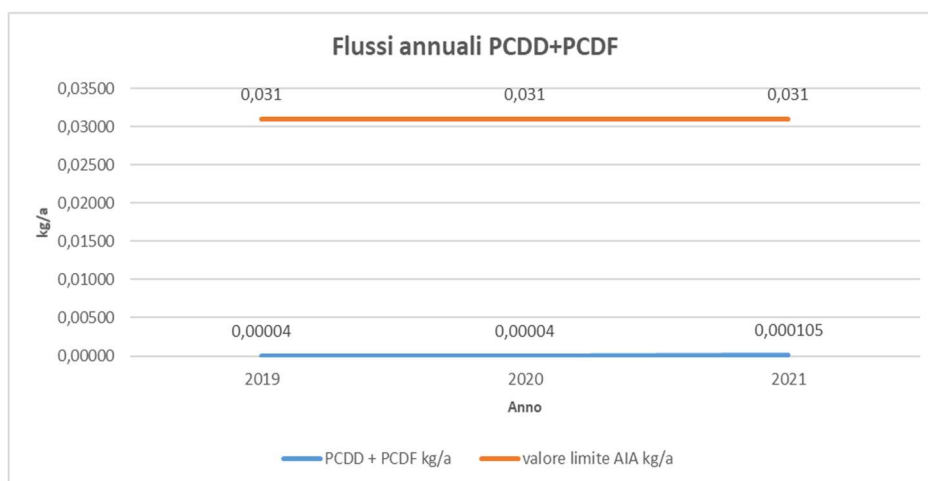 Flussi annuali PCDD+PCDF
0,03500
0,031 0,031 0,031
0,03000
0,02500
0,02000
kg/a
0,01500
0,01000
0,00500
0,00004 0,00004 0,000105
0,00000
2019 2020 2021
Anno
PCDD + PCDF kg/a valore limite AIA kg/a